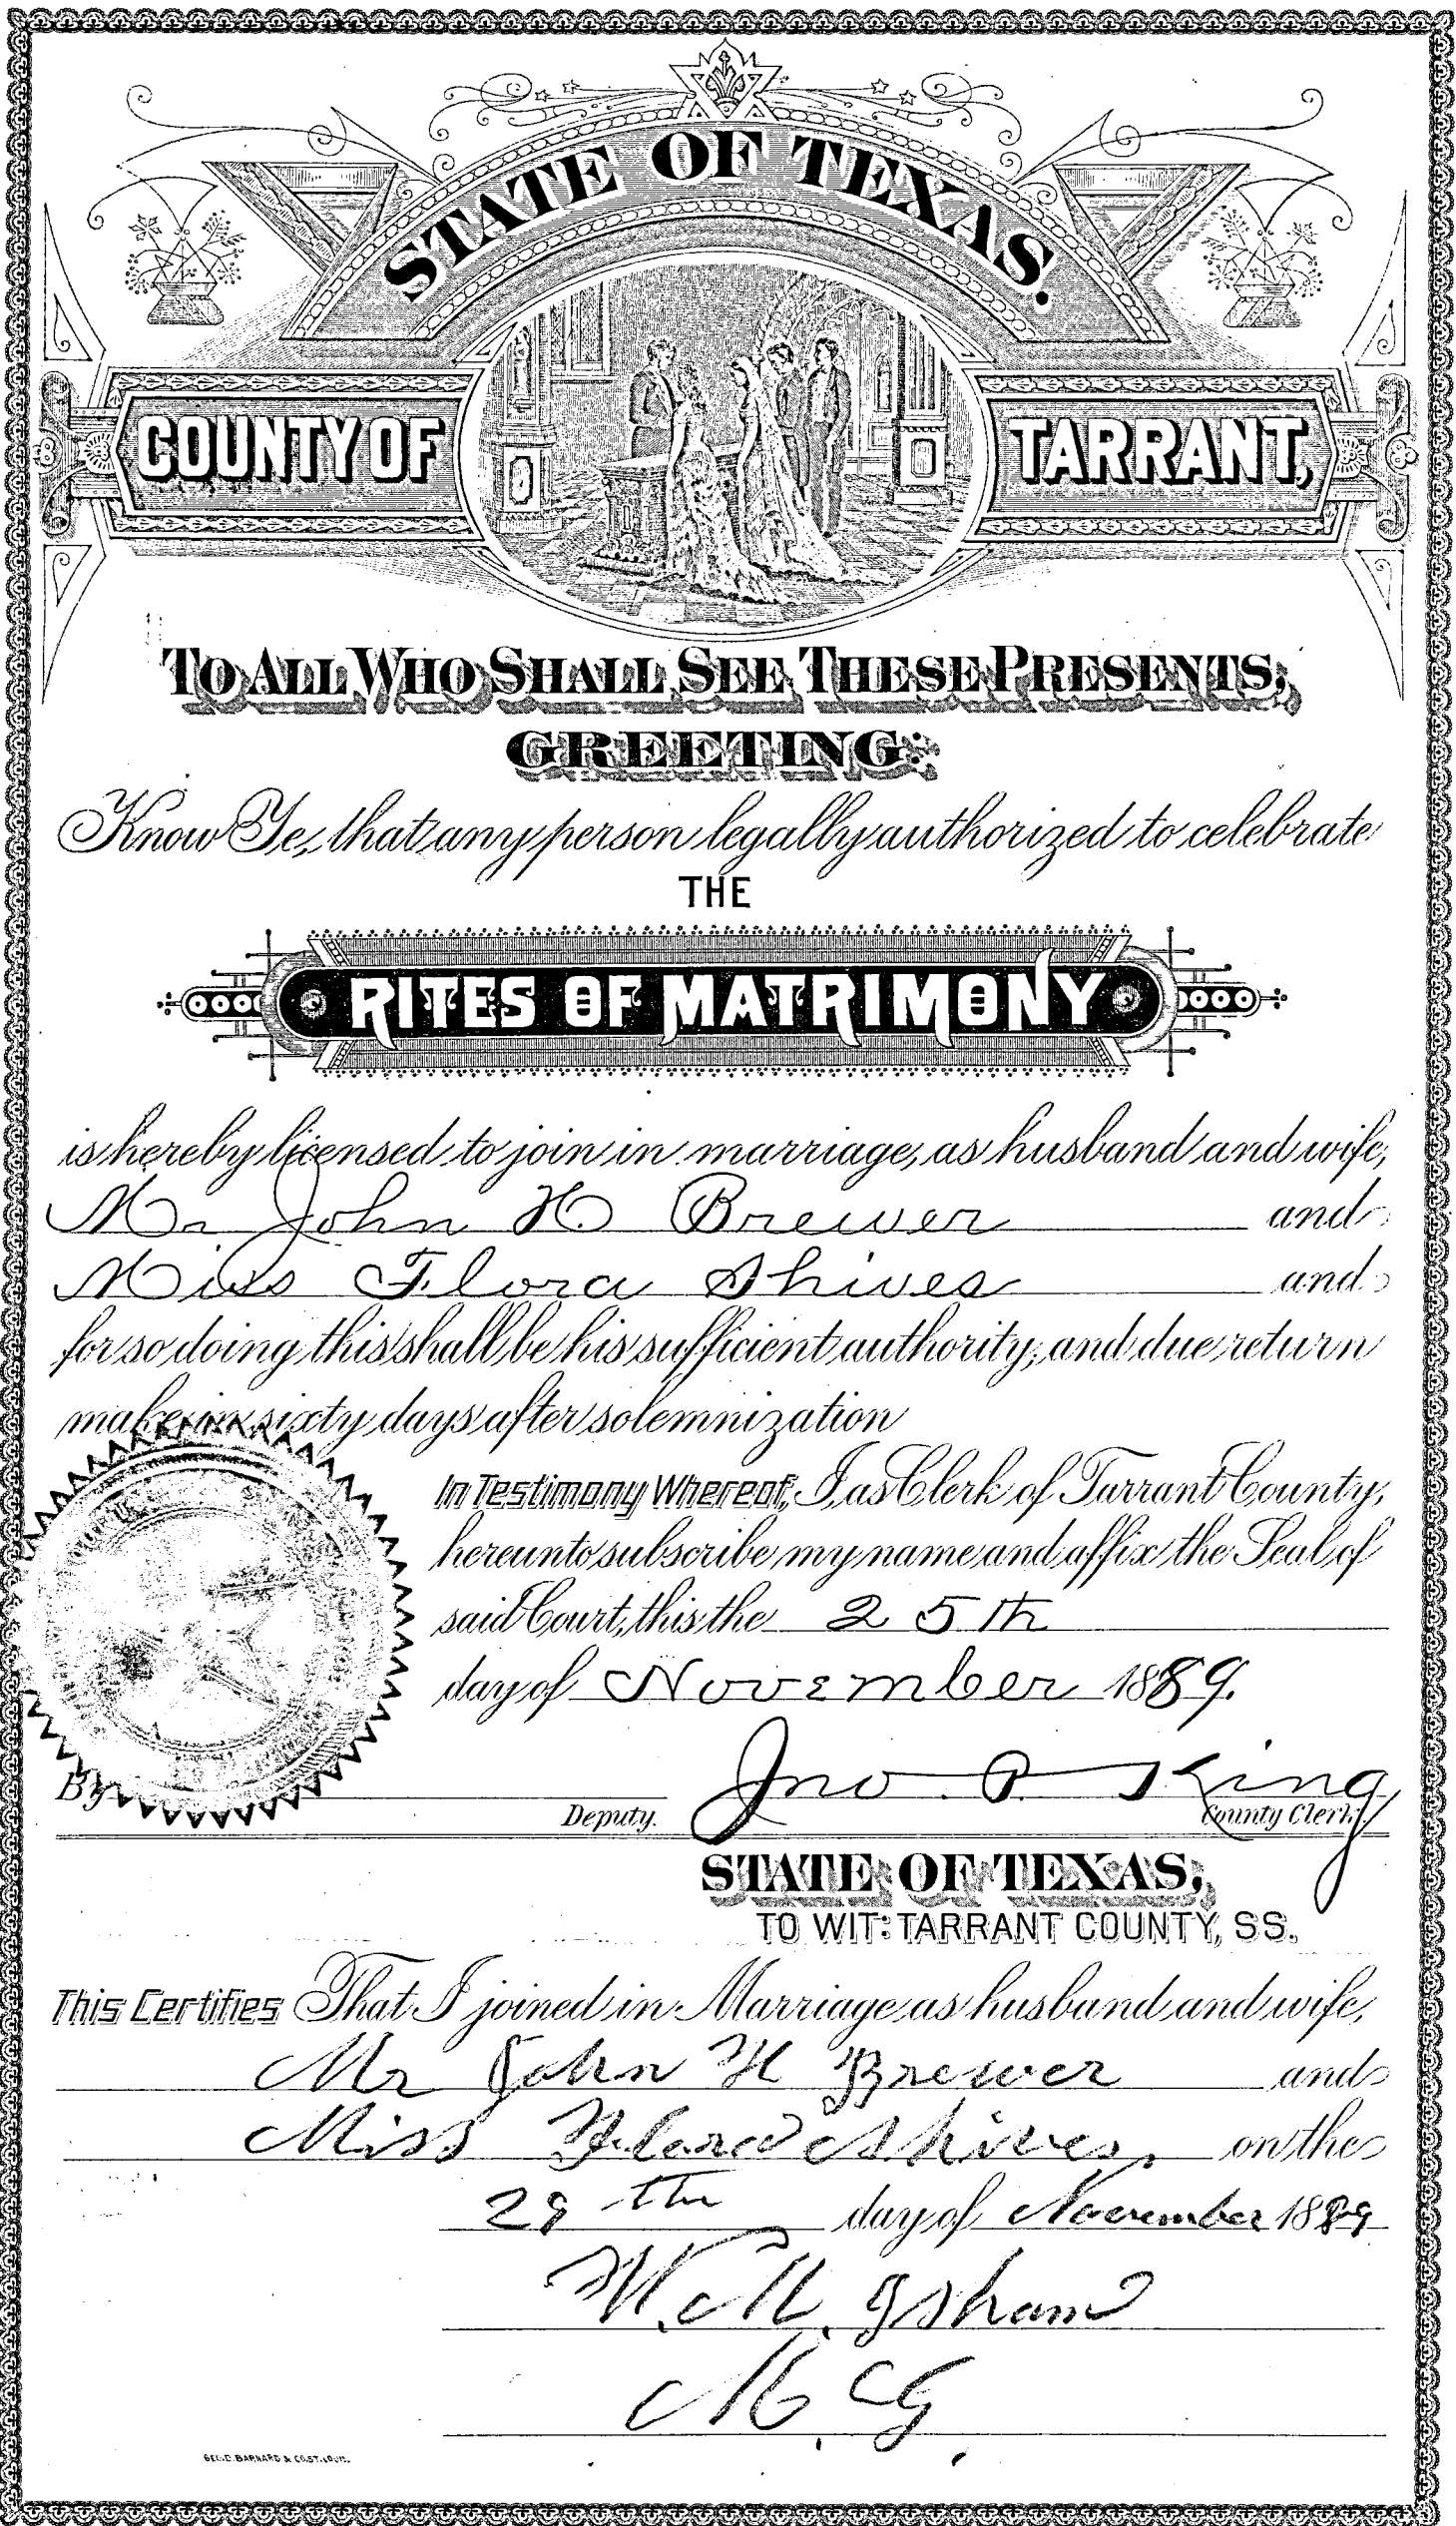 STATE OF TEXAS.
COUNTY OF TARRANT,
TO ALL WHO SHALL SEE THESE PRESENTS,
GREETING:
Know Ye, that any person legally authorized to celebrate
THE
RITES OF MATRIMONY
is hereby licensed to join in marriage, as husband and wife,
Mr John H Brewer and
Miss Flora Shives and
for so doing this shall be his sufficient authority, and due return
make in sixty days after solemnization
In Testimony Whereof, I, as Clerk of Tarrant County,
hereunto subscribe my name and affix the Seal of
said Court, this the 25th
day of November 1889.
By
Jno. P. King
Deputy. County Clerk.
STATE OF TEXAS,
TO WIT: TARRANT COUNTY, SS.
This Certifies That I joined in Marriage as husband and wife,
Mr John H Brewer and
Miss Flora Shives, on the
29th day of November 1889
W. M. Isham
M. G.
GEO. D. BARNARD & CO. ST. LOUIS.